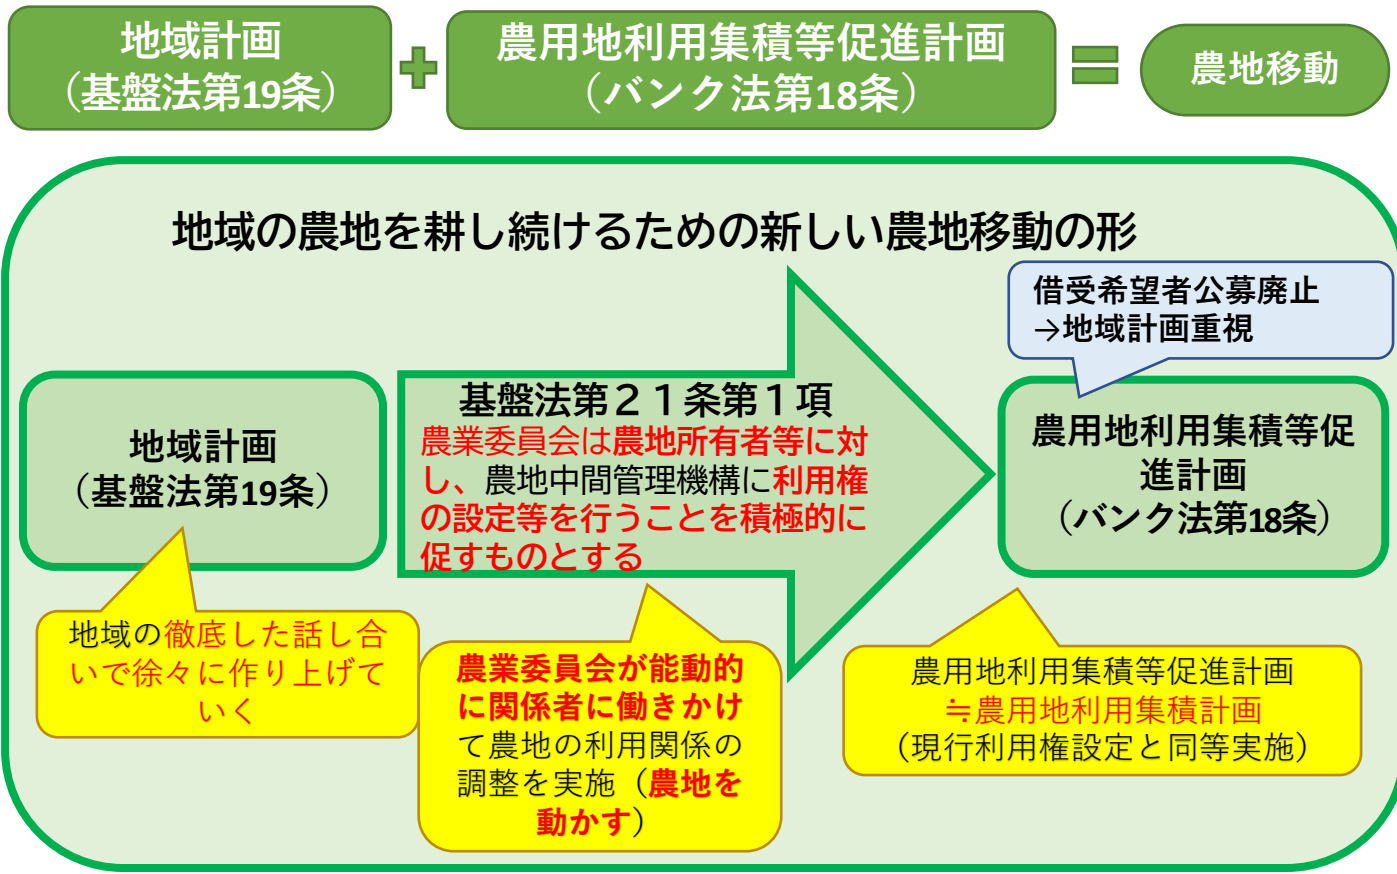 地域計画
（基盤法第19条）
農用地利用集積等促進計画
（バンク法第18条）
農地移動
地域の農地を耕し続けるための新しい農地移動の形
借受希望者公募廃止
→地域計画重視
地域計画
（基盤法第19条）
基盤法第２１条第１項
農業委員会は農地所有者等に対
し、農地中間管理機構に利用権
の設定等を行うことを積極的に
促すものとする
農用地利用集積等促
進計画
（バンク法第18条）
地域の徹底した話し合
いで徐々に作り上げて
いく
農業委員会が能動的
に関係者に働きかけ
て農地の利用関係の
調整を実施（農地を
動かす）
農用地利用集積等促進計画
≒農用地利用集積計画
（現行利用権設定と同等実施）